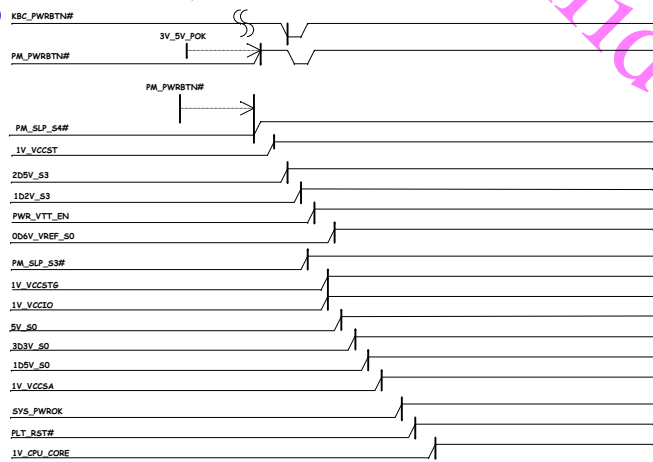 KBC_PWRBTN#
3V_5V_POK
PM_PWRBTN#
PM_PWRBTN#
PM_SLP_S4#
1V_VCCST
2D5V_S3
1D2V_S3
PWR_VTT_EN
0D6V_VREF_S0
PM_SLP_S3#
1V_VCCSTG
1V_VCCIO
5V_S0
3D3V_S0
1D5V_S0
1V_VCCSA
SYS_PWROK
PLT_RST#
1V_CPU_CORE